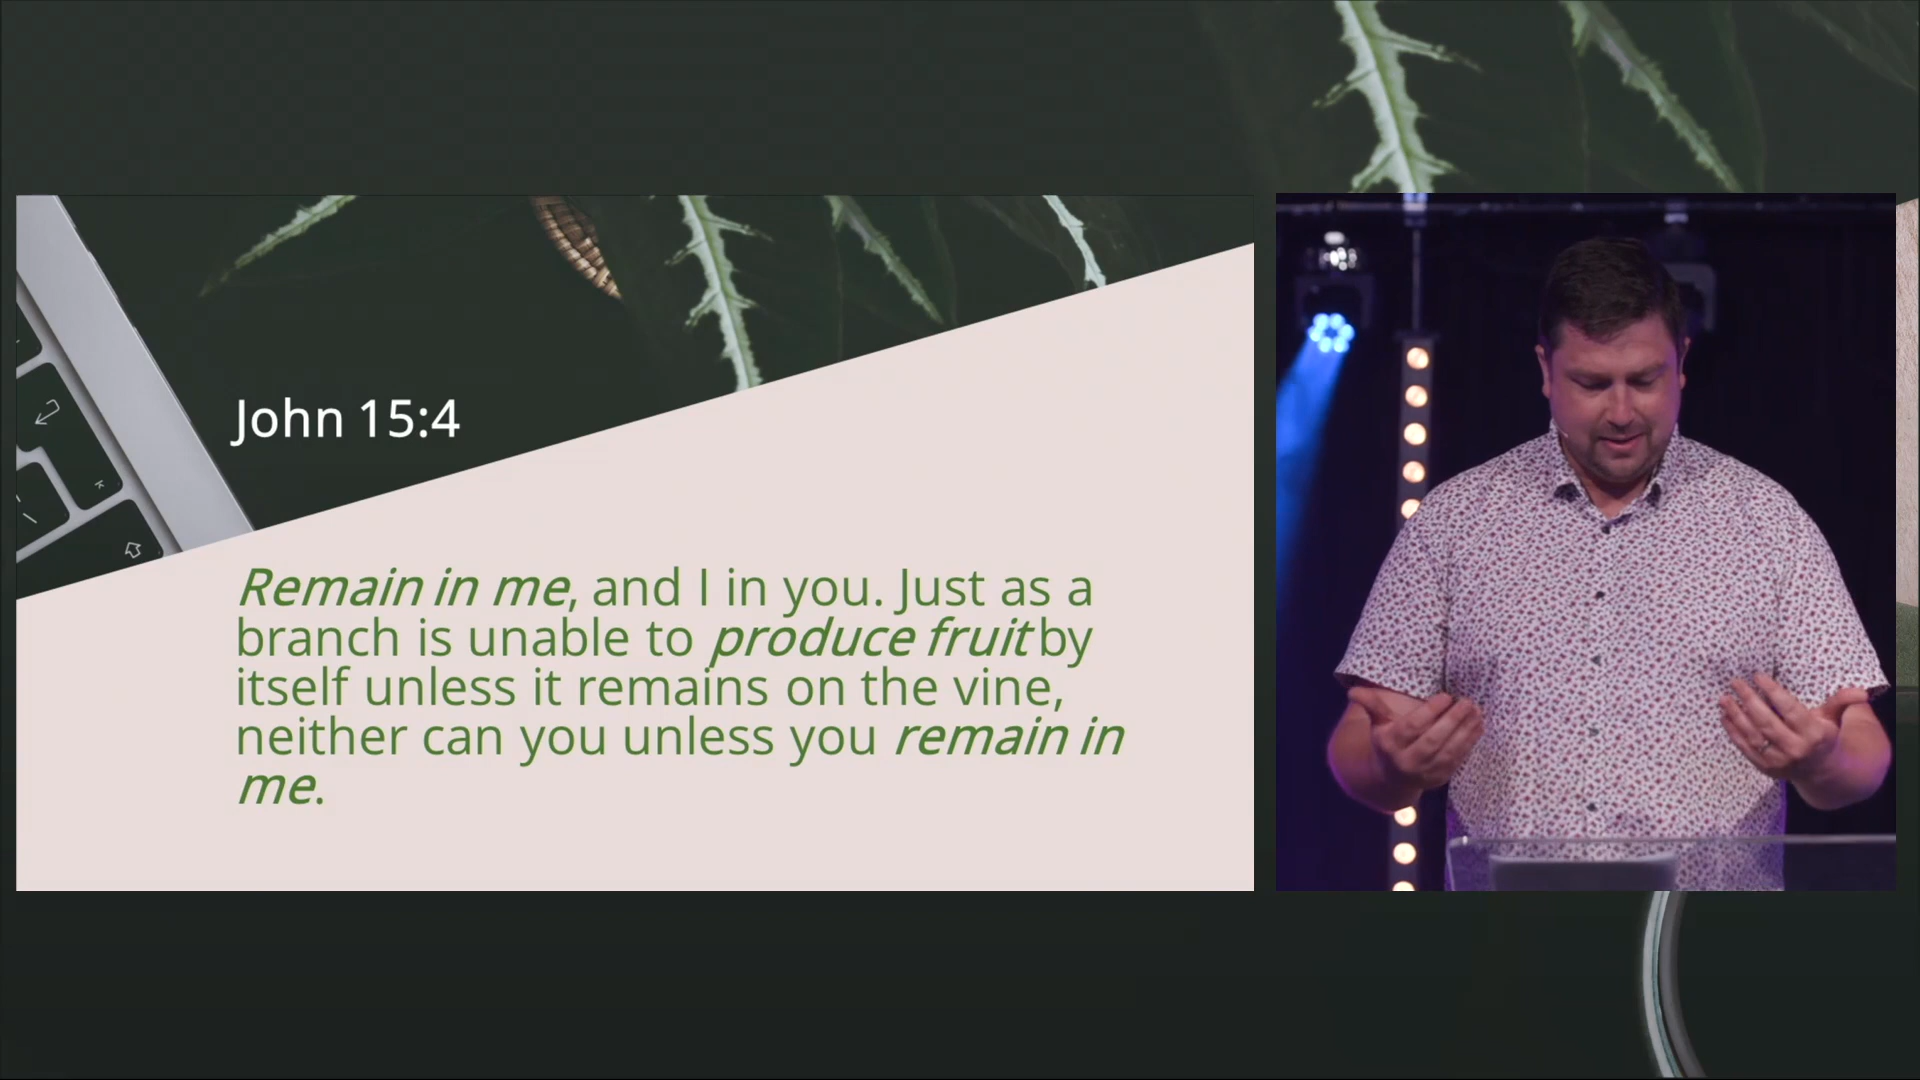 John 15:4
Remain in me, and I in you. Just as a
branch is unable to produce fruit by
itself unless it remains on the vine,
neither can you unless you remain in
me.